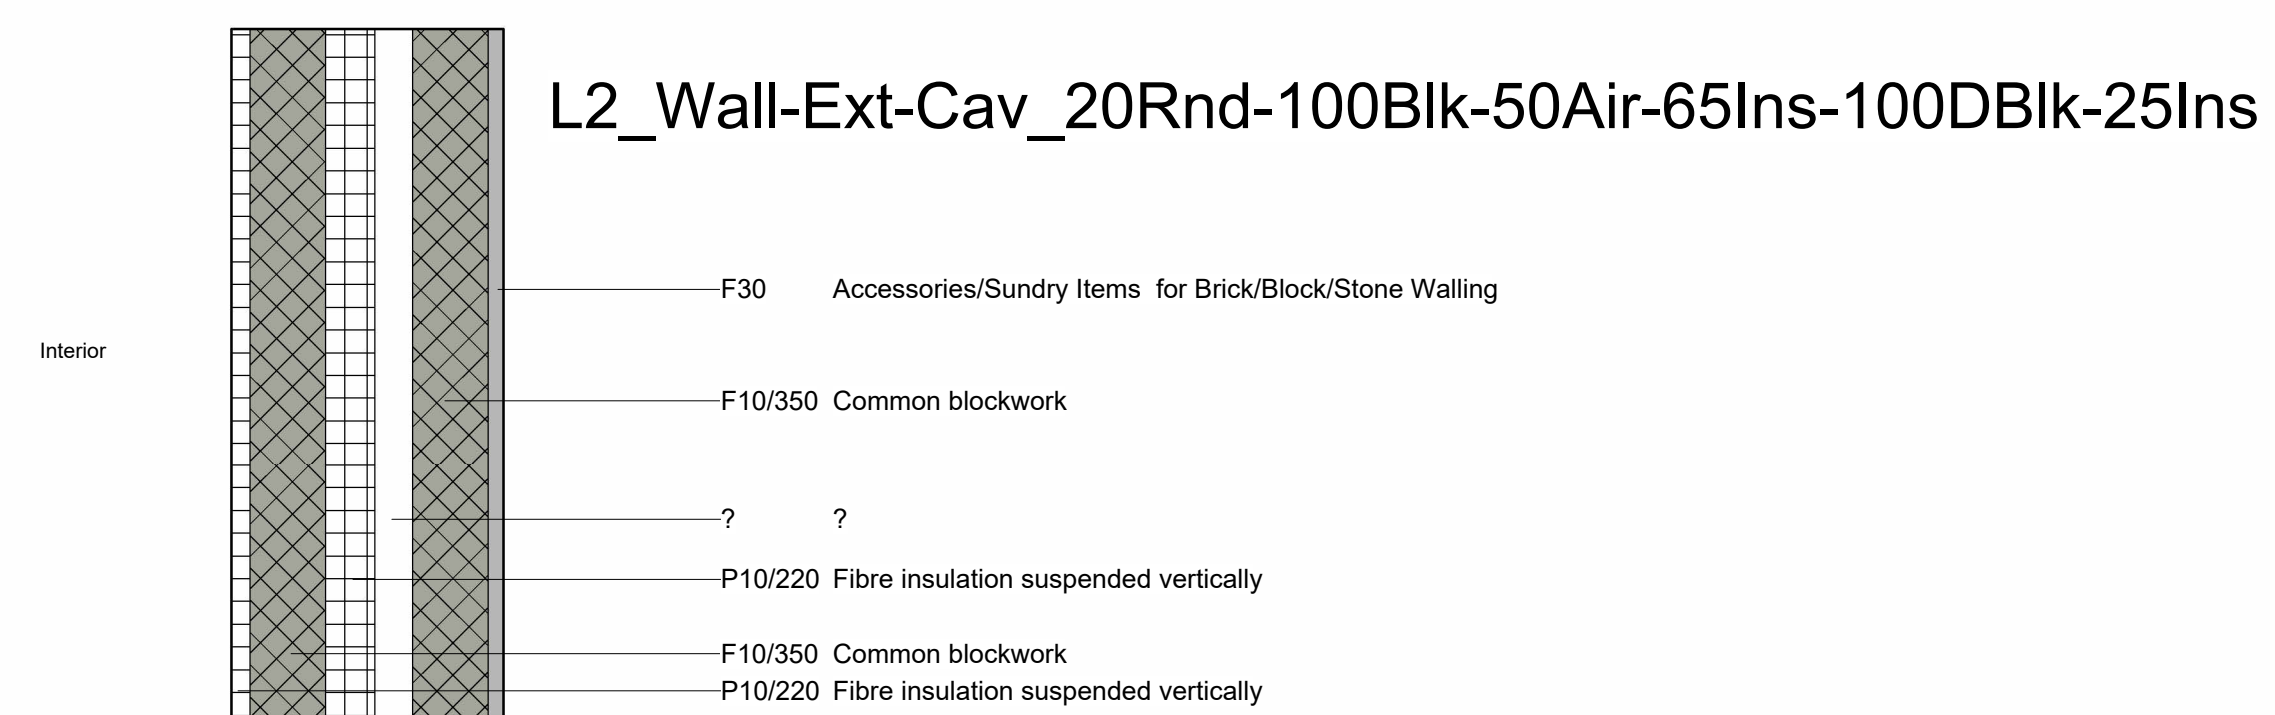 L2_Wall-Ext-Cav_20Rnd-100Blk-50Air-65Ins-100DBlk-25Ins
F30 Accessories/Sundry Items for Brick/Block/Stone Walling
Interior
F10/350 Common blockwork
? ?
P10/220 Fibre insulation suspended vertically
F10/350 Common blockwork
P10/220 Fibre insulation suspended vertically